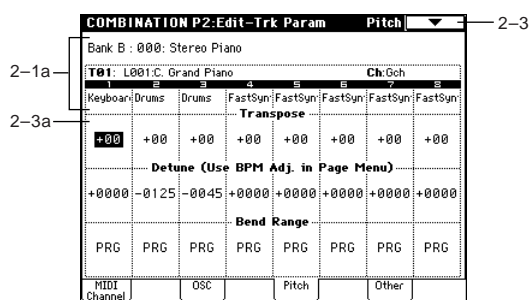 COMBINATION P2:Edit-Trk Param Pitch
2-3
Bank B : 000: Stereo Piano
2-1a
T01: L001:C. Grand Piano Ch:Gch
1 2 3 4 5 6 7 8
Keyboar Drums Drums FastSyn FastSyn FastSyn FastSyn FastSyn
2-3a
Transpose
+00 +00 +00 +00 +00 +00 +00 +00
Detune (Use BPM Adj. in Page Menu)
+0000 -0125 -0045 +0000 +0000 +0000 +0000 +0000
Bend Range
PRG PRG PRG PRG PRG PRG PRG PRG
MIDI Channel OSC Pitch Other